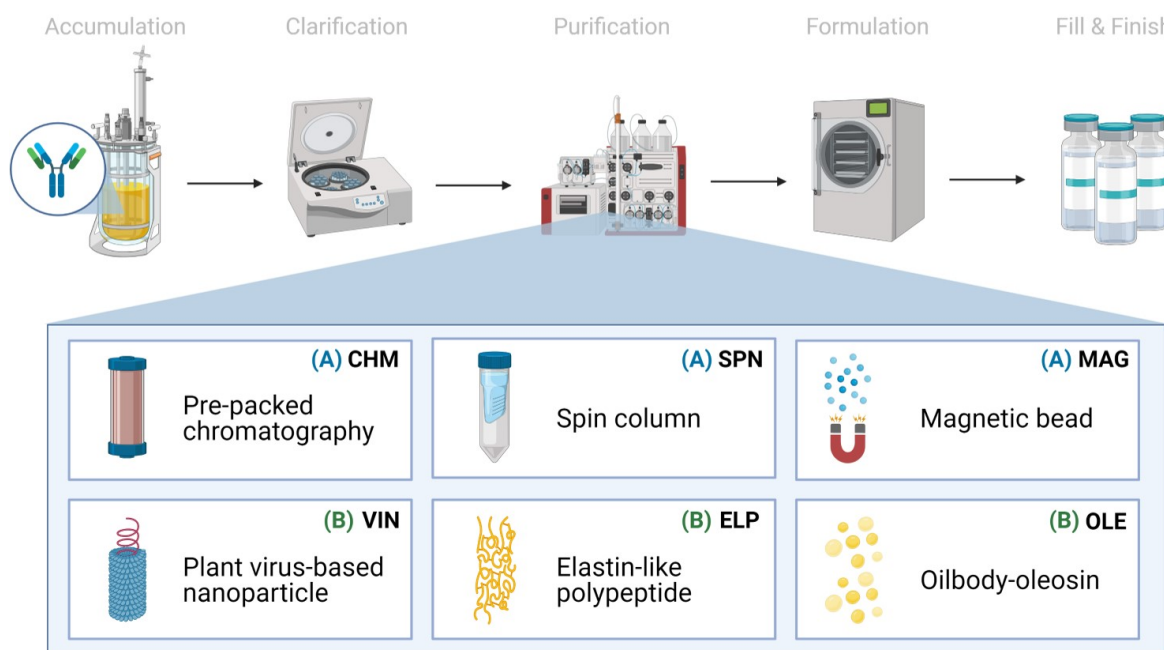 Accumulation
Clarification
Purification
Formulation
Fill & Finish
(A) CHM
Pre-packed
chromatography
(A) SPN
Spin column
(A) MAG
Magnetic bead
(B) VIN
Plant virus-based
nanoparticle
(B) ELP
Elastin-like
polypeptide
(B) OLE
Oilbody-oleosin